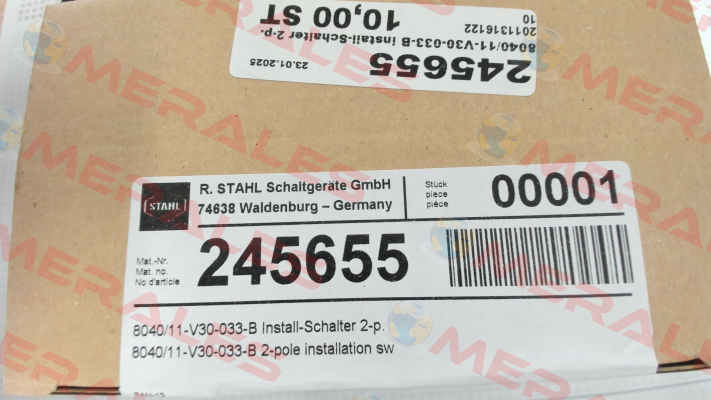 245655
23.01.2025
8040/11-V30-033-B Install-Schalter 2-p.
2011316122
10
10,00 ST
STAHL
R. STAHL Schaltgeräte GmbH
74638 Waldenburg – Germany
Stück
piece
pièce
00001
Mat.-Nr.
Mat. no.
No d'article
245655
8040/11-V30-033-B Install-Schalter 2-p.
8040/11-V30-033-B 2-pole installation sw
MERALES
MERALES
MERALES
MERALES
MERALES
MERALES